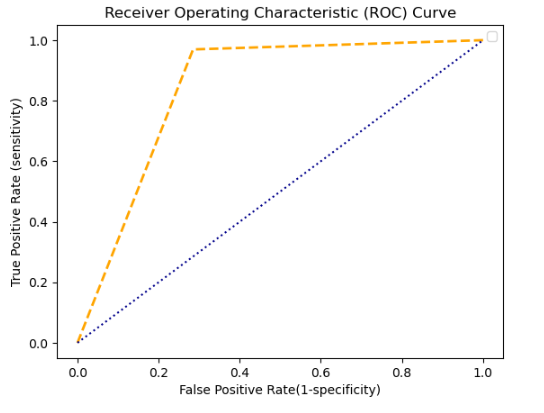 Receiver Operating Characteristic (ROC) Curve
1.0
0.8
0.6
0.4
0.2
0.0
True Positive Rate (sensitivity)
0.0 0.2 0.4 0.6 0.8 1.0
False Positive Rate(1-specificity)